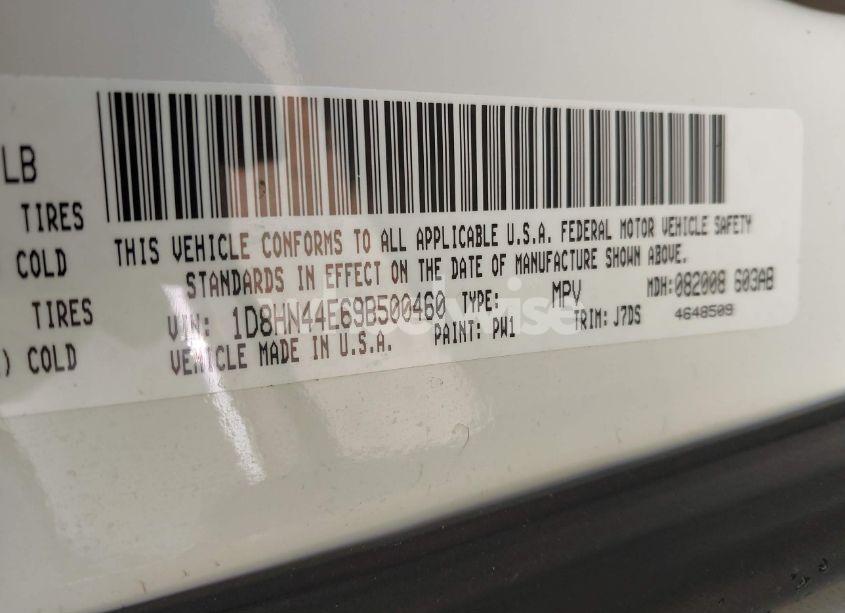 LB
TIRES
COLD
TIRES
) COLD
THIS VEHICLE CONFORMS TO ALL APPLICABLE U.S.A. FEDERAL MOTOR VEHICLE SAFETY
STANDARDS IN EFFECT ON THE DATE OF MANUFACTURE SHOWN ABOVE.
VIN: 1D8HN44E69B500460 TYPE: MPV MDH:082008 603AB
VEHICLE MADE IN U.S.A. PAINT: PW1 TRIM: J7DS 4648509